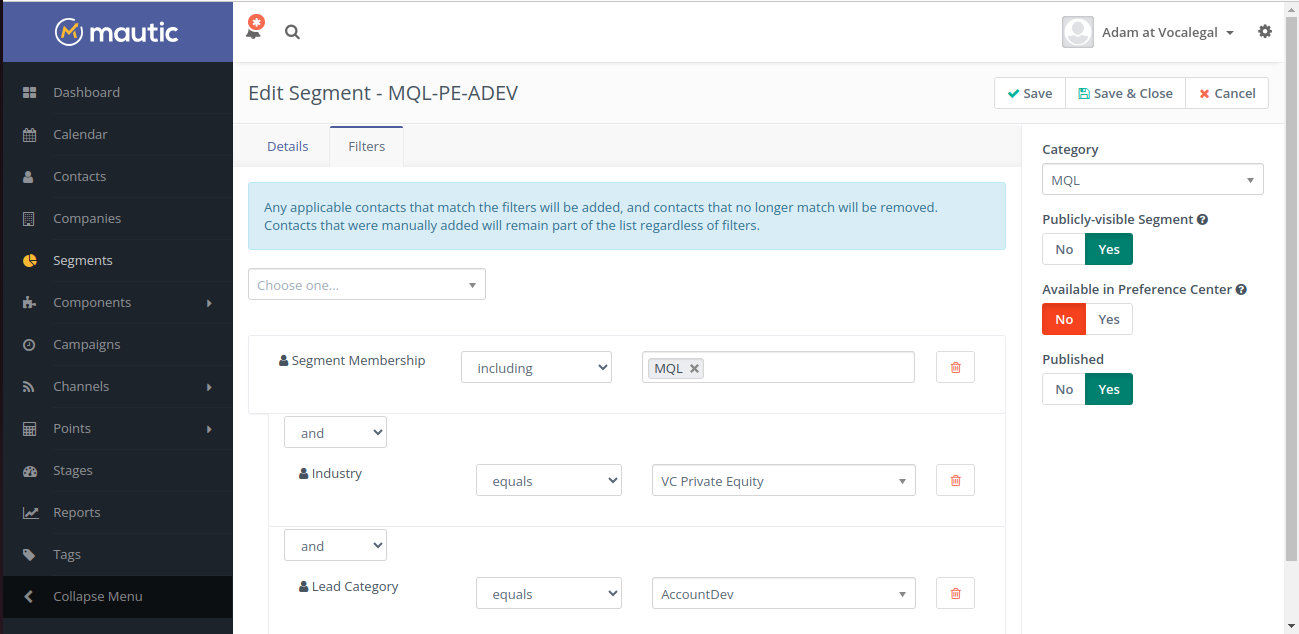 mautic
Adam at Vocalegal
Dashboard
Calendar
Contacts
Companies
Segments
Components
Campaigns
Channels
Points
Stages
Reports
Tags
Collapse Menu
Edit Segment - MQL-PE-ADEV
Save
Save & Close
Cancel
Details
Filters
Any applicable contacts that match the filters will be added, and contacts that no longer match will be removed.
Contacts that were manually added will remain part of the list regardless of filters.
Choose one...
Segment Membership
including
MQL
and
Industry
equals
VC Private Equity
and
Lead Category
equals
AccountDev
Category
MQL
Publicly-visible Segment
No Yes
Available in Preference Center
No Yes
Published
No Yes